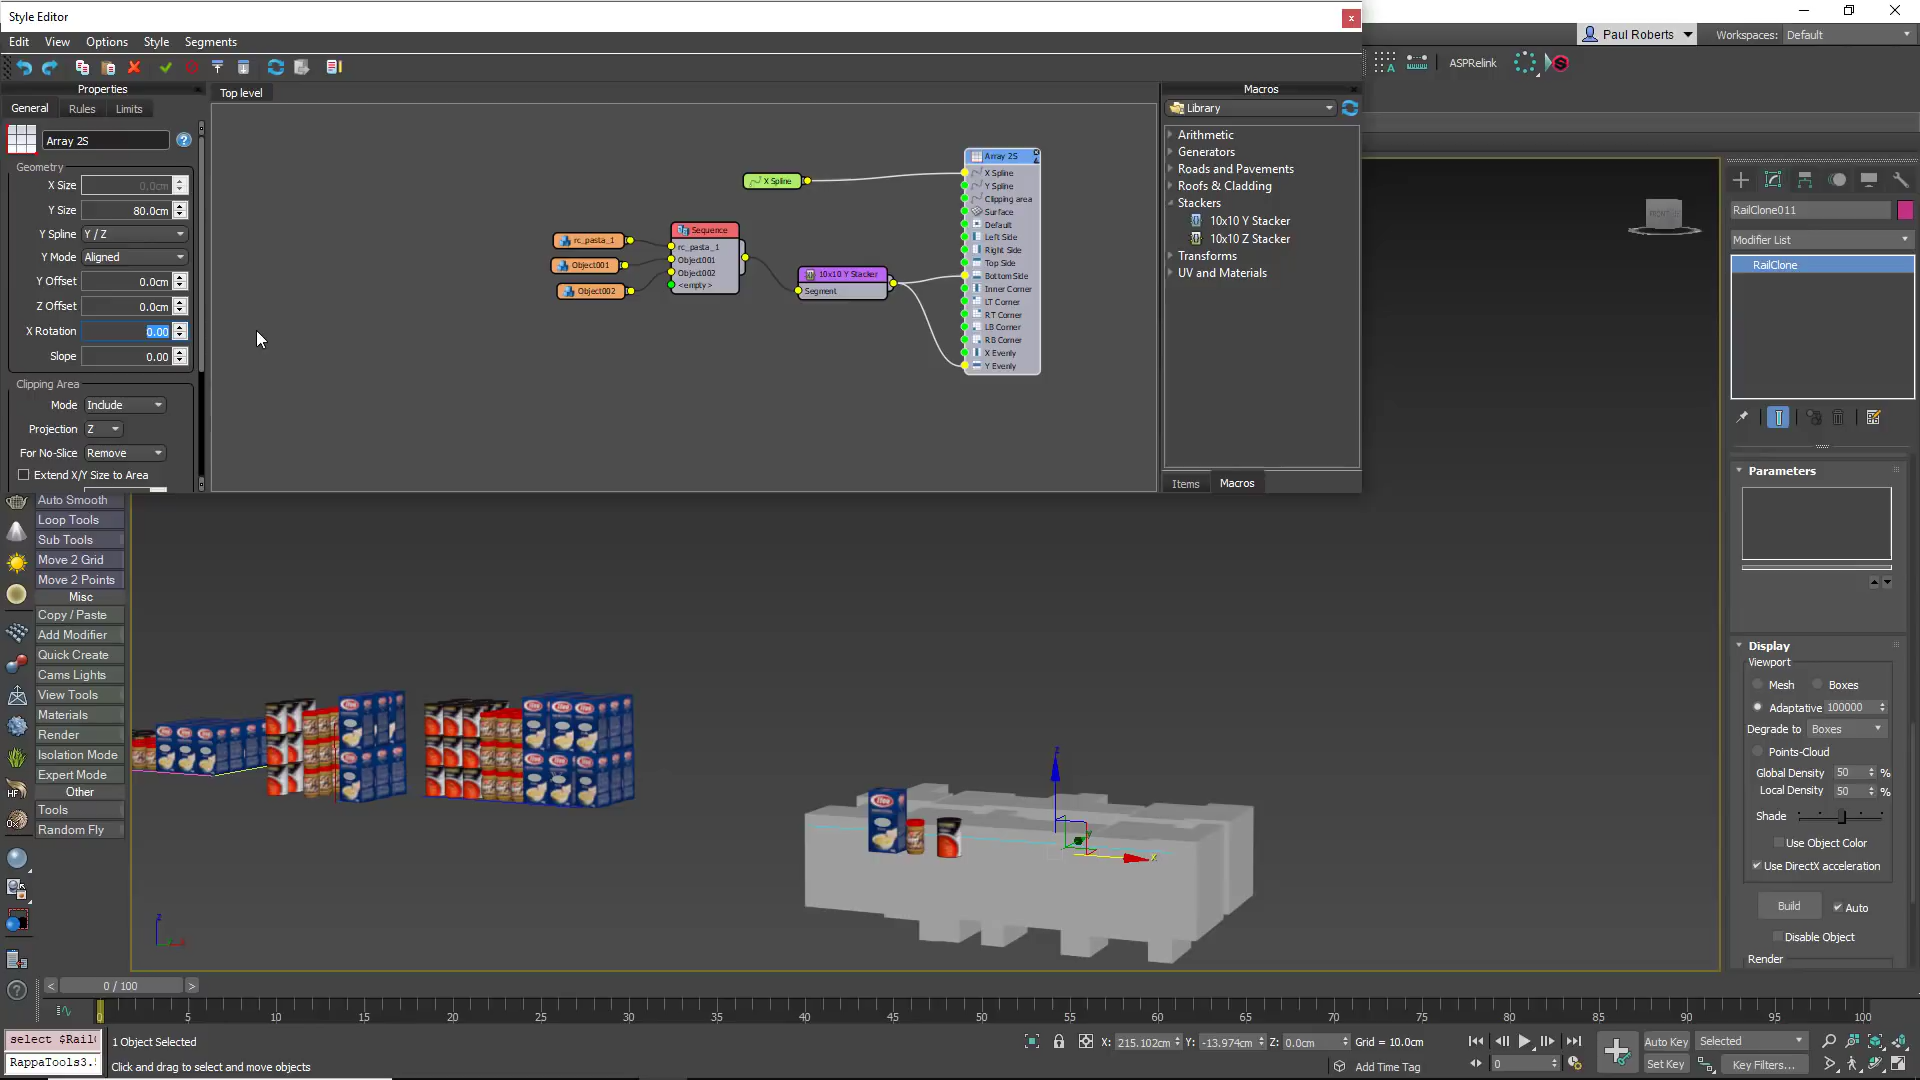 Style Editor
Edit View Options Style Segments
Paul Roberts
Workspaces: Default
ASPRelink
Properties
General Rules Limits
Array 2S
Geometry
X Size 0.0cm
Y Size 80.0cm
Y Spline Y / Z
Y Mode Aligned
Y Offset 0.0cm
Z Offset 0.0cm
X Rotation 0.00
Slope 0.00
Clipping Area
Mode Include
Projection Z
For No-Slice Remove
Extend X/Y Size to Area
Top level
X Spline
rc_pasta_1
Object001
Object002
Sequence
rc_pasta_1
Object001
Object002
<empty>
10x10 Y Stacker
Segment
Array 2S
X Spline
Y Spline
Clipping area
Surface
Default
Left Side
Right Side
Top Side
Bottom Side
Inner Corner
LT Corner
RT Corner
LB Corner
RB Corner
X Evenly
Y Evenly
Macros
Library
Arithmetic
Generators
Roads and Pavements
Roofs & Cladding
Stackers
10x10 Y Stacker
10x10 Z Stacker
Transforms
UV and Materials
Items Macros
RailClone011
Modifier List
RailClone
Parameters
Display
Viewport
Mesh Boxes
Adaptive 100000
Degrade to Boxes
Points-Cloud
Global Density 50 %
Local Density 50 %
Shade
Use Object Color
Use DirectX acceleration
Build Auto
Disable Object
Render
Auto Smooth
Loop Tools
Sub Tools
Move 2 Grid
Move 2 Points
Misc
Copy / Paste
Add Modifier
Quick Create
Cams Lights
View Tools
Materials
Render
Isolation Mode
Expert Mode
Other
Tools
Random Fly
z
x
z
y
< 0 / 100 >
0 5 10 15 20 25 30 35 40 45 50 55 60 65 70 75 80 85 90 95 100
select $Rail
RappaTools3.
1 Object Selected
Click and drag to select and move objects
X: 215.102cm Y: -13.974cm Z: 0.0cm Grid = 10.0cm
Add Time Tag
0
Auto Key Selected
Set Key Key Filters...